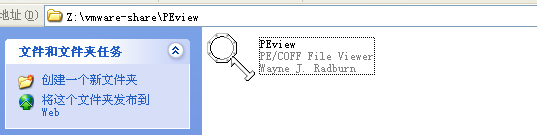 地址(D) Z:\vmware-share\PEview
文件和文件夹任务
创建一个新文件夹
将这个文件夹发布到
Web
PEview
PE/COFF File Viewer
Wayne J. Radburn